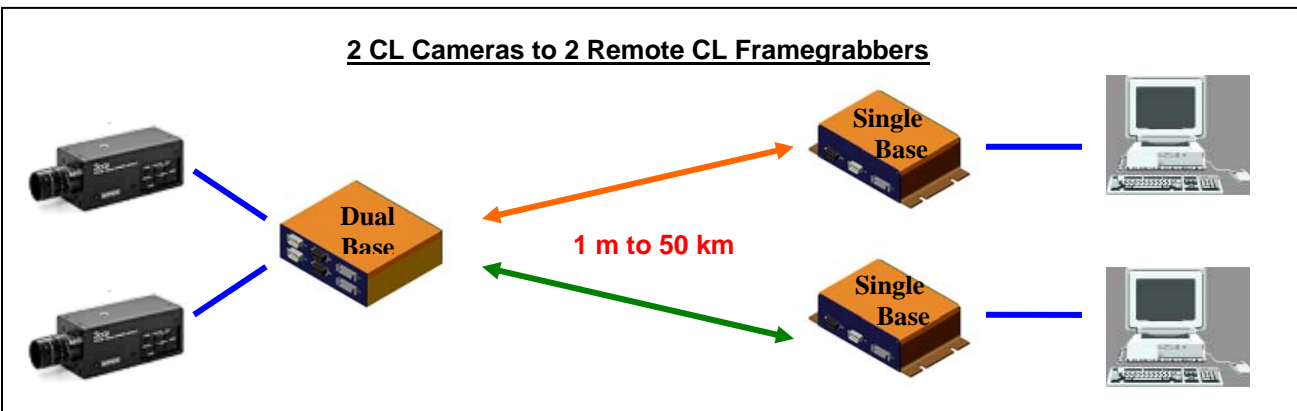 2 CL Cameras to 2 Remote CL Framegrabbers
Single
Base
Dual
Base
1 m to 50 km
Single
Base